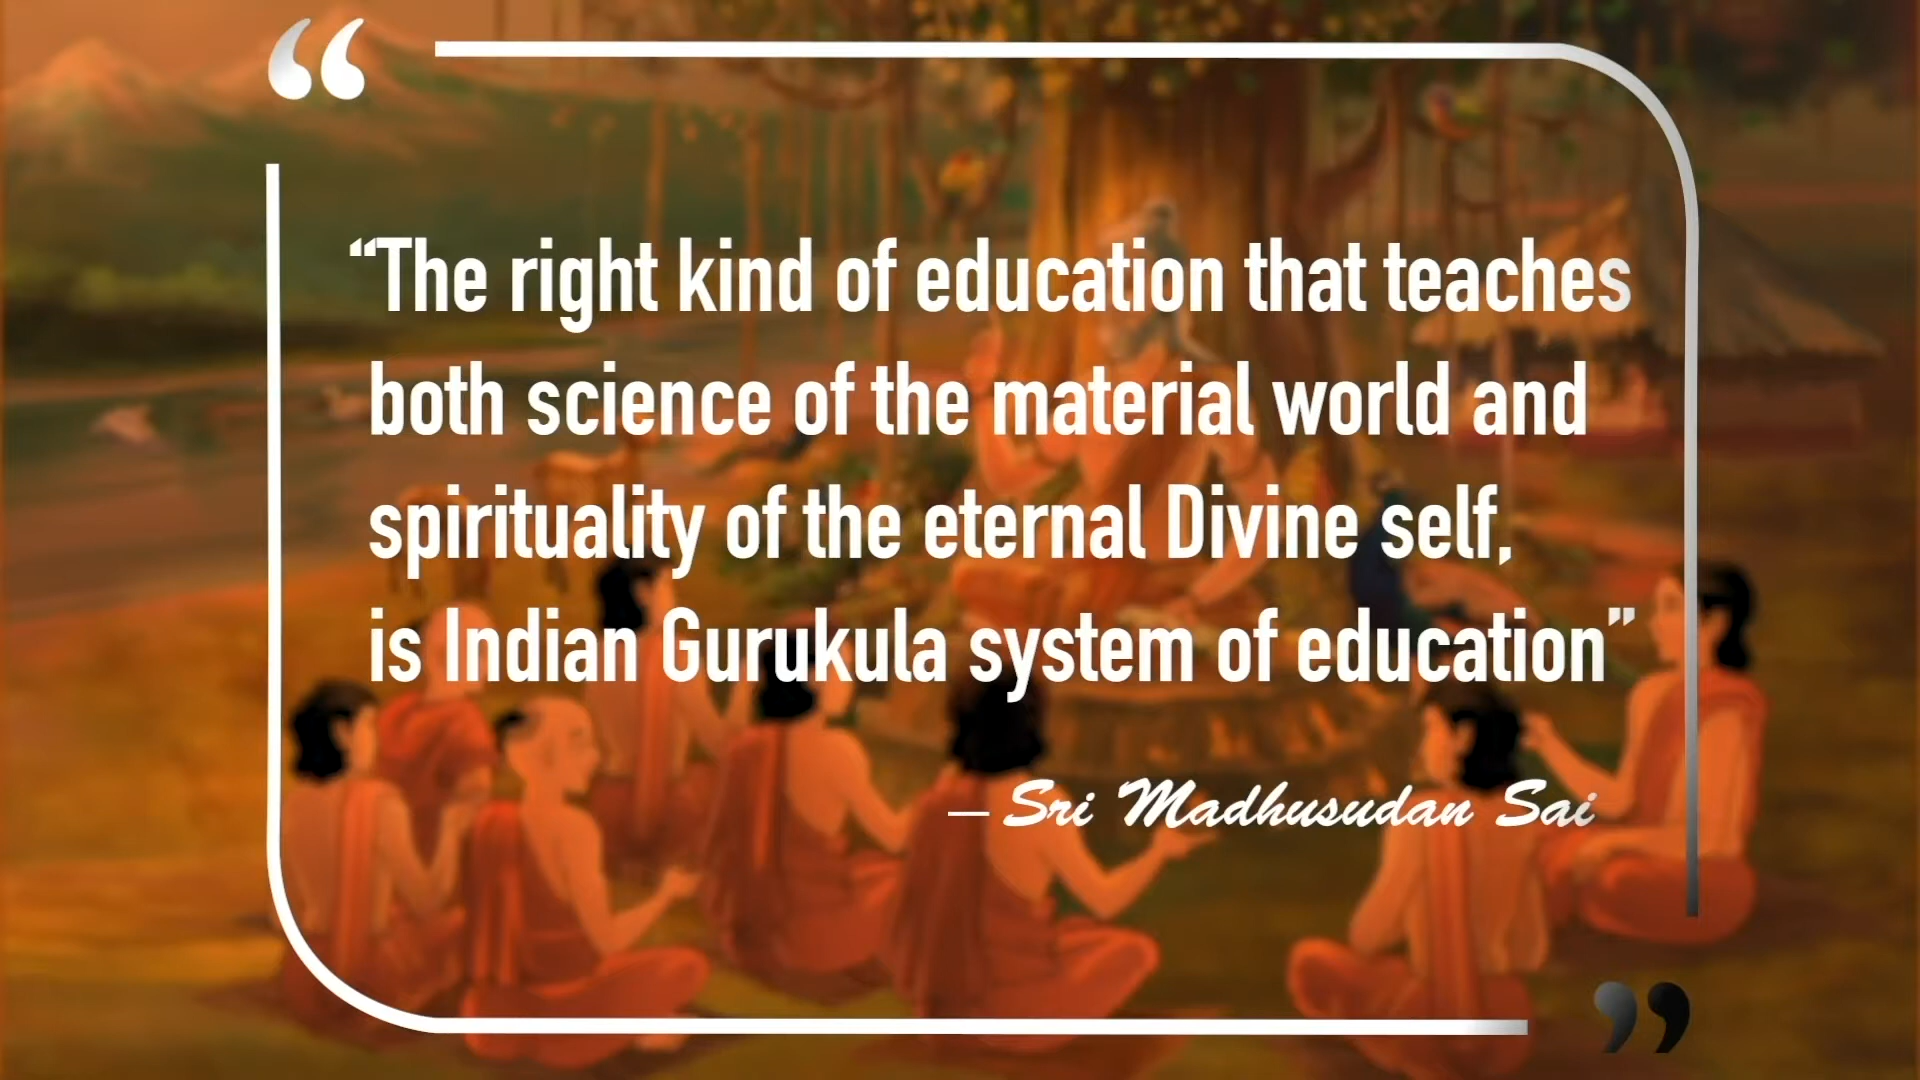 “The right kind of education that teaches
both science of the material world and
spirituality of the eternal Divine self,
is Indian Gurukula system of education”
– Sri Madhusudan Sai